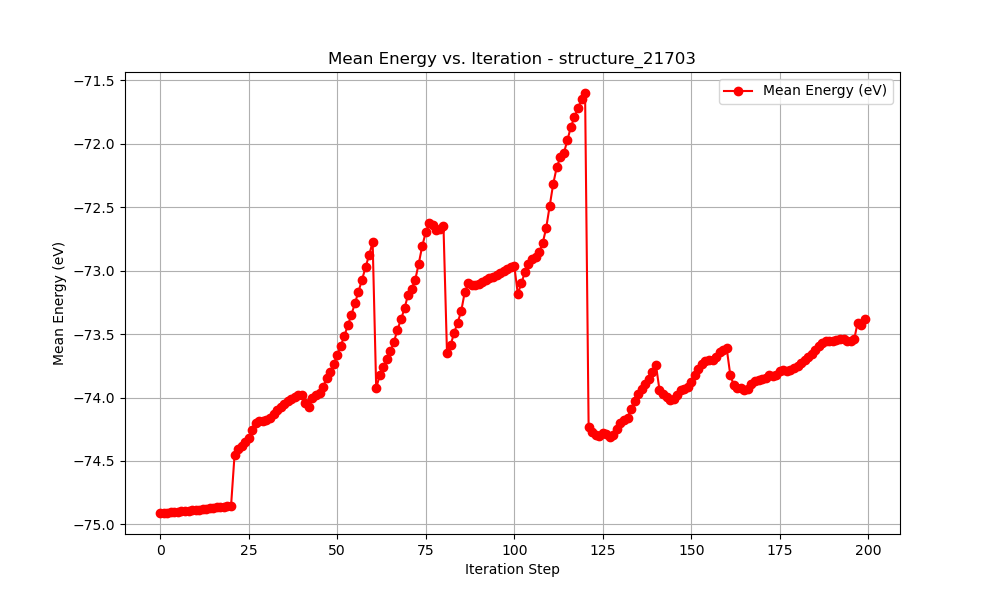 Mean Energy vs. Iteration - structure_21703
Mean Energy (eV)
−71.5
−72.0
−72.5
−73.0
−73.5
−74.0
−74.5
−75.0
Mean Energy (eV)
0 25 50 75 100 125 150 175 200
Iteration Step